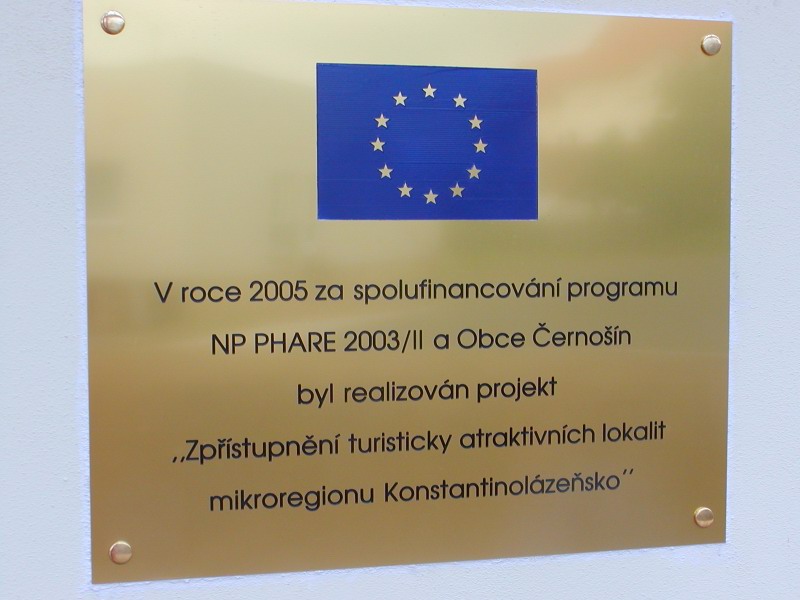 V roce 2005 za spolufinancování programu
NP PHARE 2003/II a Obce Černošín
byl realizován projekt
,,Zpřístupnění turisticky atraktivních lokalit
mikroregionu Konstantinolázeňsko´´